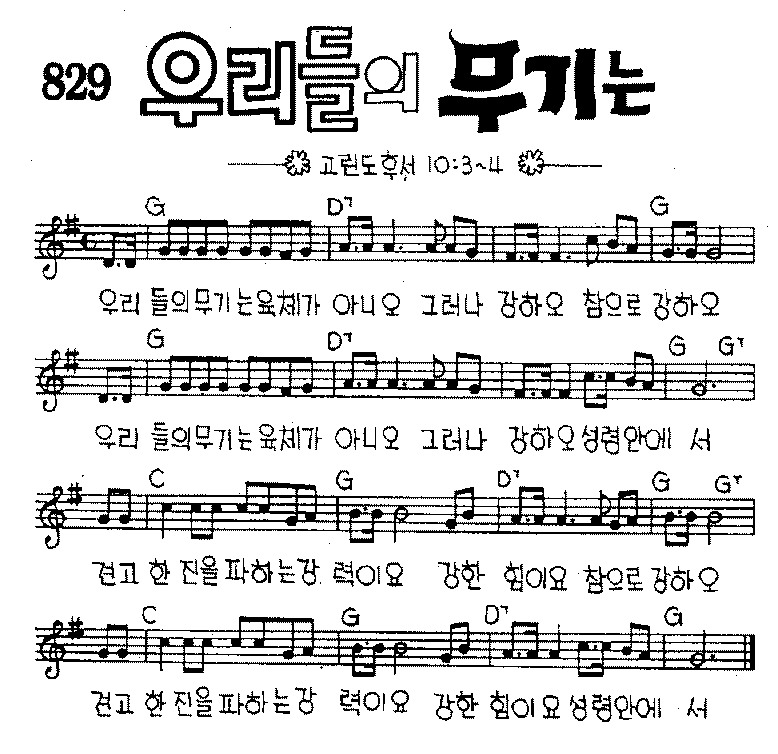 829 우리들의 무기는
고린도후서 10:3~4
G D7 G
우리 들의무기는육체가 아니오 그러나 강하오 참으로 강하오
G D7 G G7
우리 들의무기는육체가 아니오 그러나 강하오성령안에 서
C G D7 G G7
견고 한 진을 파하는강 력이요 강한 힘이요 참으로 강하오
C G D7 G
견고 한 진을 파하는강 력이요 강한 힘이요성령안에 서